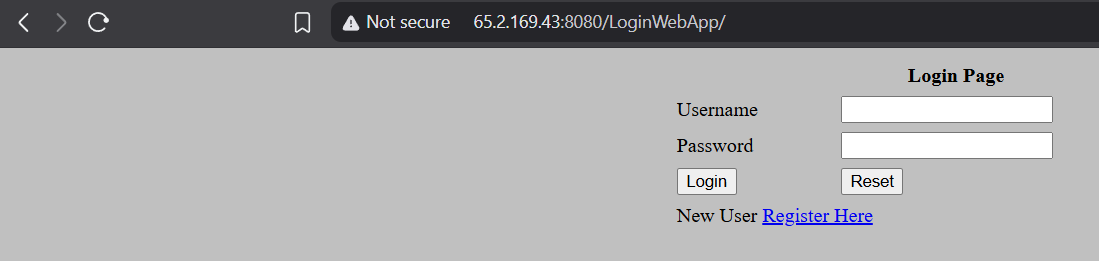 Not secure 65.2.169.43:8080/LoginWebApp/
Login Page
Username
Password
Login Reset
New User Register Here